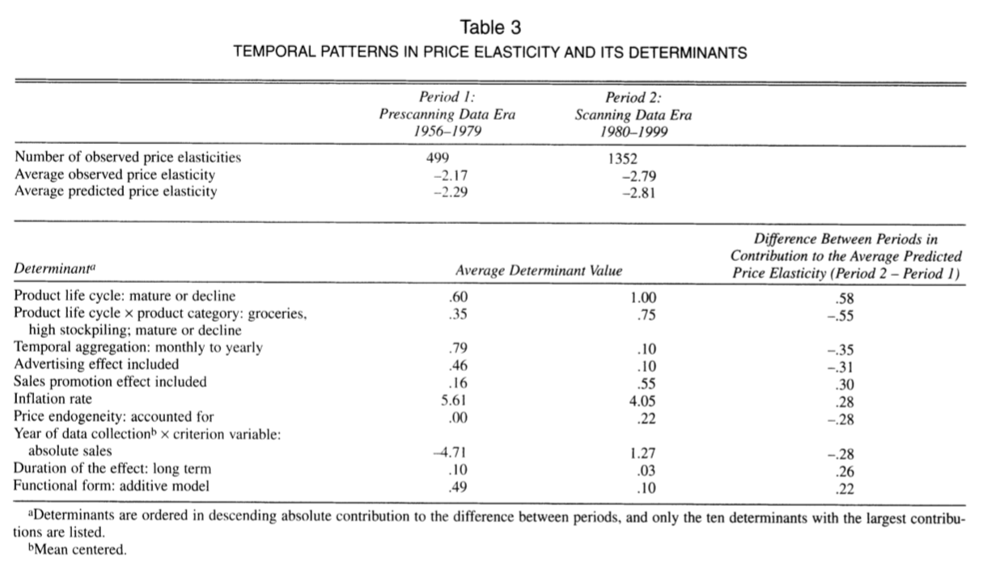 Table 3
TEMPORAL PATTERNS IN PRICE ELASTICITY AND ITS DETERMINANTS
Period 1:
Prescanning Data Era
1956–1979
Period 2:
Scanning Data Era
1980–1999
Number of observed price elasticities 499 1352
Average observed price elasticity –2.17 –2.79
Average predicted price elasticity –2.29 –2.81
Difference Between Periods in
Contribution to the Average Predicted
Determinantᵃ Average Determinant Value Price Elasticity (Period 2 – Period 1)
Product life cycle: mature or decline .60 1.00 .58
Product life cycle × product category: groceries, .35 .75 –.55
high stockpiling; mature or decline
Temporal aggregation: monthly to yearly .79 .10 –.35
Advertising effect included .46 .10 –.31
Sales promotion effect included .16 .55 .30
Inflation rate 5.61 4.05 .28
Price endogeneity: accounted for .00 .22 –.28
Year of data collectionᵇ × criterion variable:
absolute sales –4.71 1.27 –.28
Duration of the effect: long term .10 .03 .26
Functional form: additive model .49 .10 .22
ᵃDeterminants are ordered in descending absolute contribution to the difference between periods, and only the ten determinants with the largest contribu-
tions are listed.
ᵇMean centered.